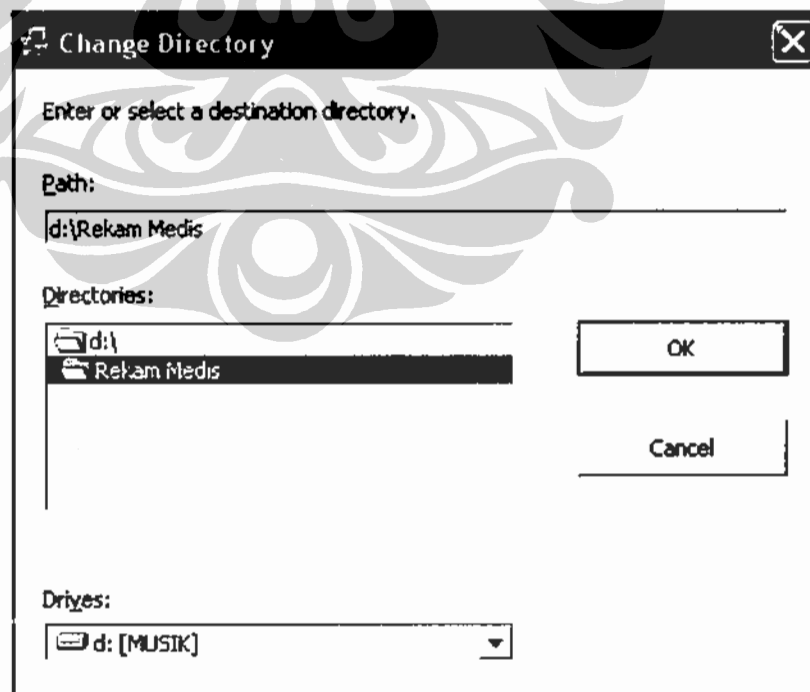 Change Directory
Enter or select a destination directory.
Path:
d:\Rekam Medis
Directories:
d:\
OK
Rekam Medis
Cancel
Drives:
d: [MUSIK]